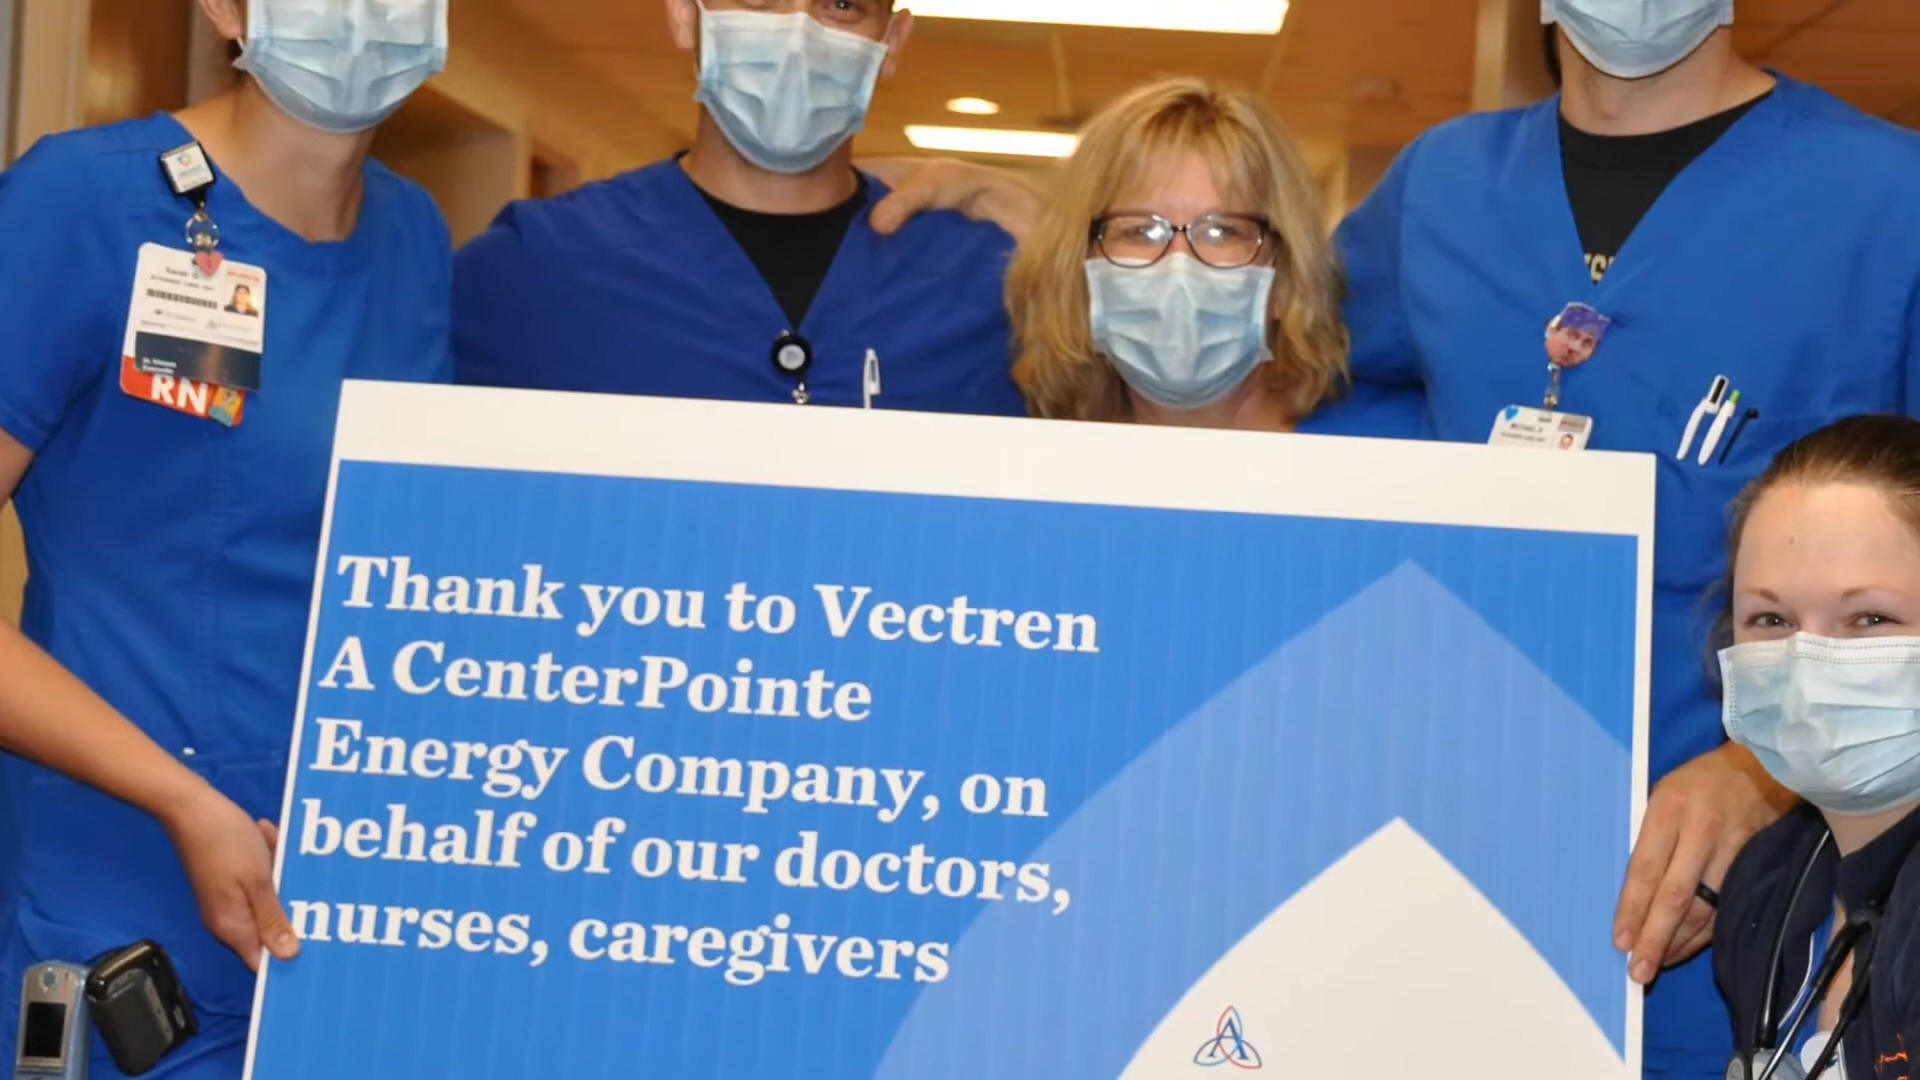 RN
Thank you to Vectren
A CenterPointe
Energy Company, on
behalf of our doctors,
nurses, caregivers
A